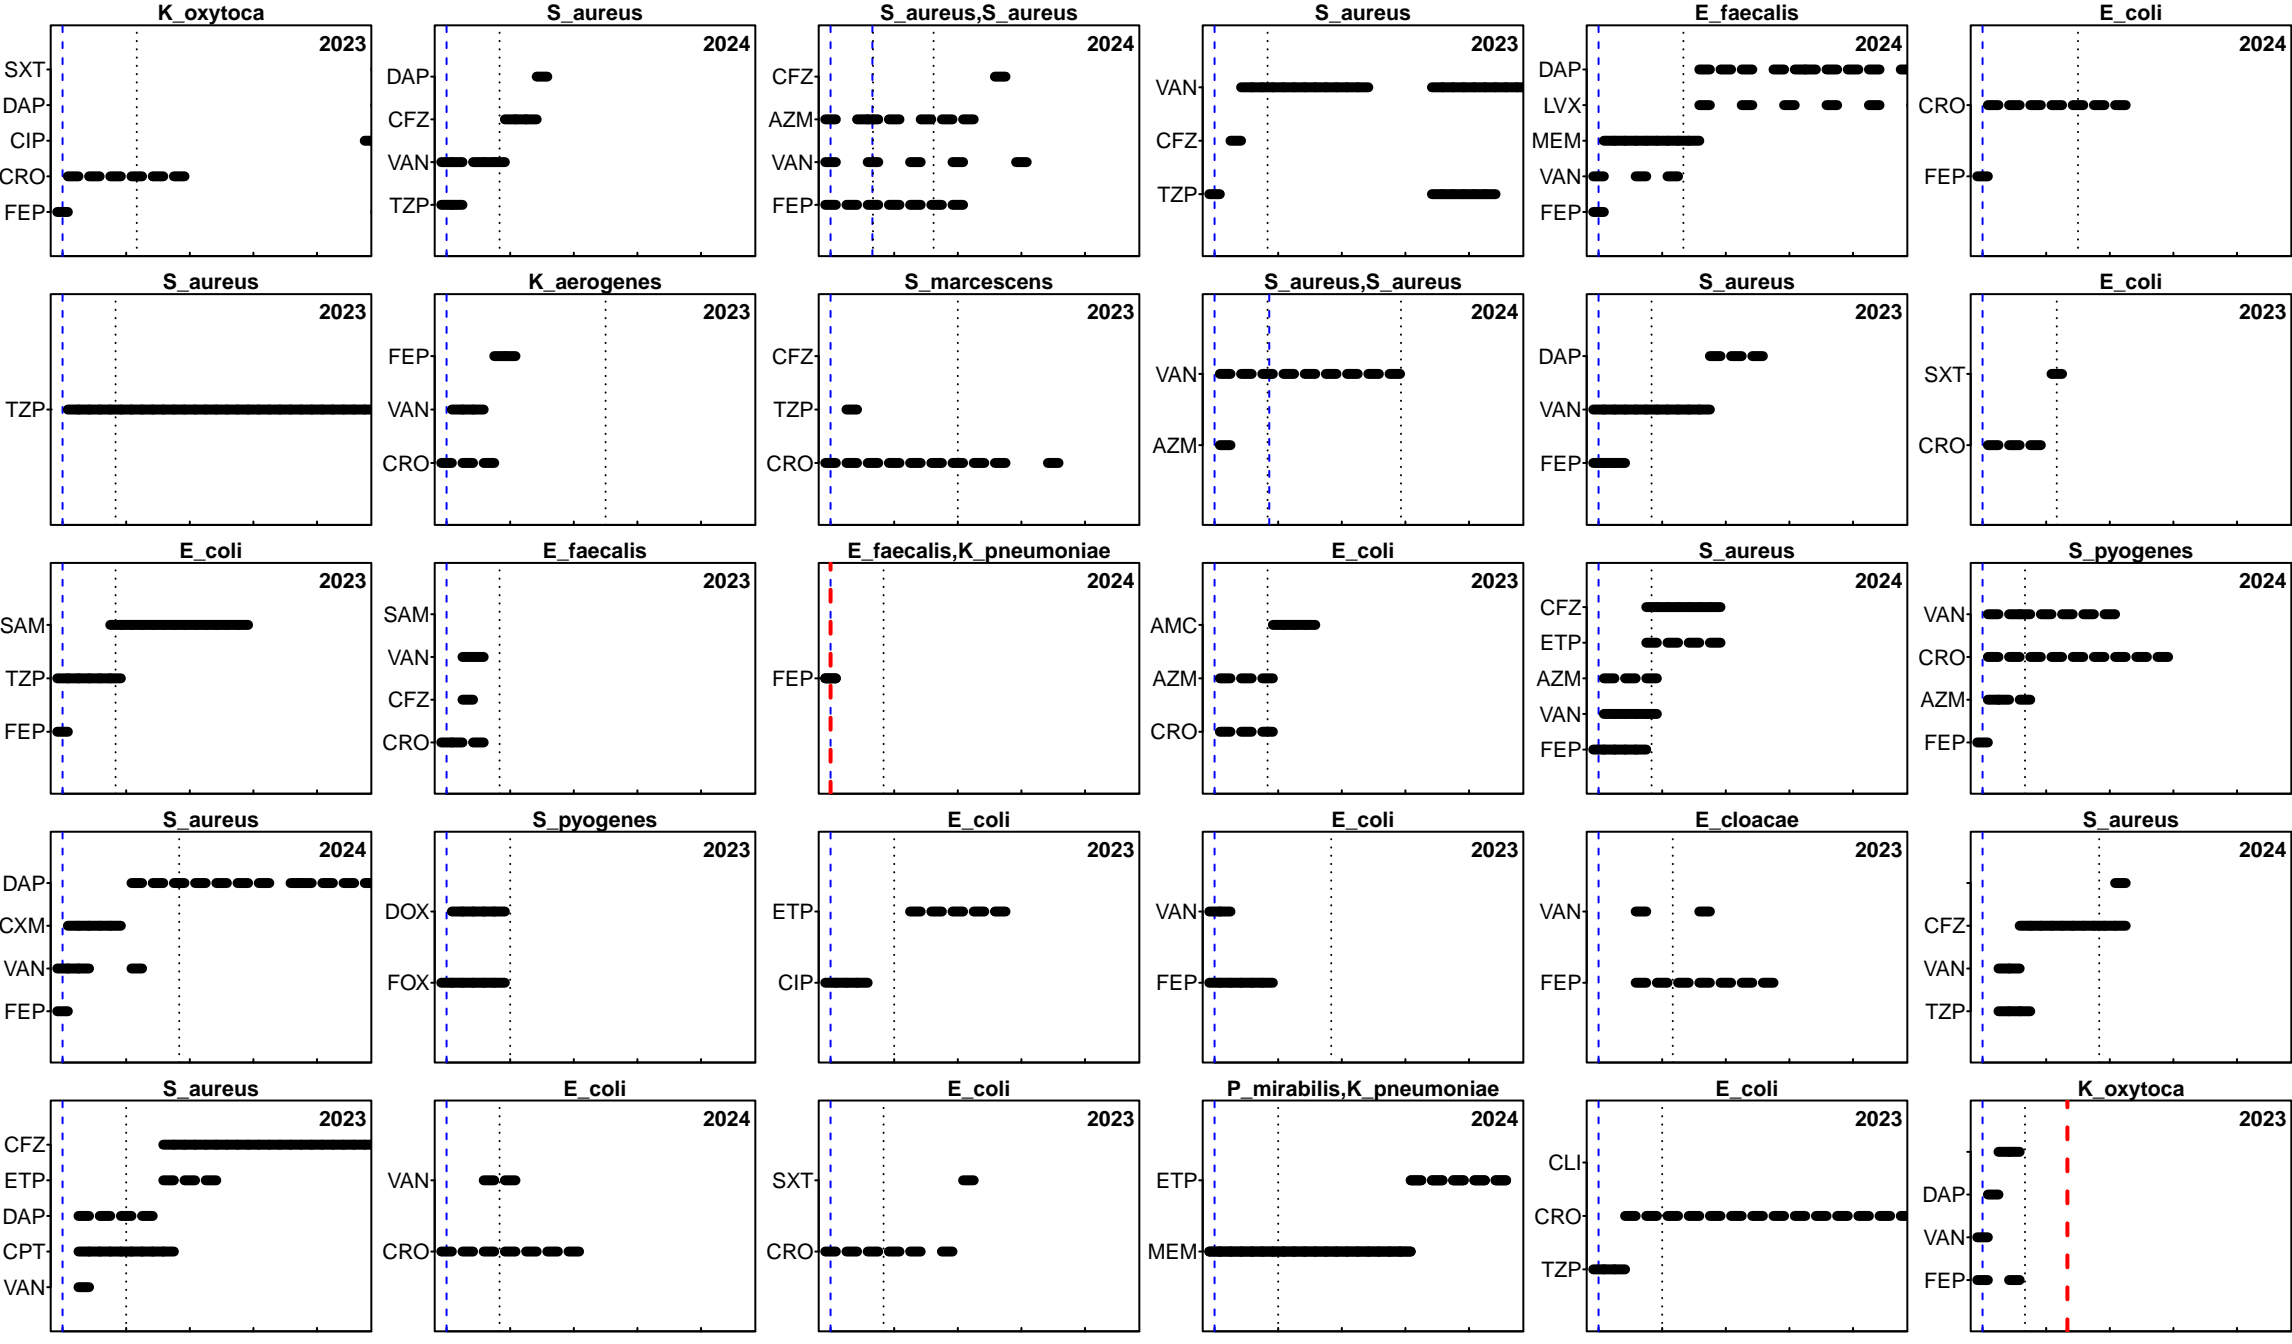 K_oxytoca
2023
SXT
DAP
CIP
CRO
FEP
S_aureus
2024
DAP
CFZ
VAN
TZP
S_aureus,S_aureus
2024
CFZ
AZM
VAN
FEP
S_aureus
2023
VAN
CFZ
TZP
E_faecalis
2024
DAP
LVX
MEM
VAN
FEP
E_coli
2024
CRO
FEP
S_aureus
2023
TZP
K_aerogenes
2023
FEP
VAN
CRO
S_marcescens
2023
CFZ
TZP
CRO
S_aureus,S_aureus
2024
VAN
AZM
S_aureus
2023
DAP
VAN
FEP
E_coli
2023
SXT
CRO
E_coli
2023
SAM
TZP
FEP
E_faecalis
2023
SAM
VAN
CFZ
CRO
E_faecalis,K_pneumoniae
2024
FEP
E_coli
2023
AMC
AZM
CRO
S_aureus
2024
CFZ
ETP
AZM
VAN
FEP
S_pyogenes
2024
VAN
CRO
AZM
FEP
S_aureus
2024
DAP
CXM
VAN
FEP
S_pyogenes
2023
DOX
FOX
E_coli
2023
ETP
CIP
E_coli
2023
VAN
FEP
E_cloacae
2023
VAN
FEP
S_aureus
2024
CFZ
VAN
TZP
S_aureus
2023
CFZ
ETP
DAP
CPT
VAN
E_coli
2024
VAN
CRO
E_coli
2023
SXT
CRO
P_mirabilis,K_pneumoniae
2024
ETP
MEM
E_coli
2023
CLI
CRO
TZP
K_oxytoca
2023
DAP
VAN
FEP